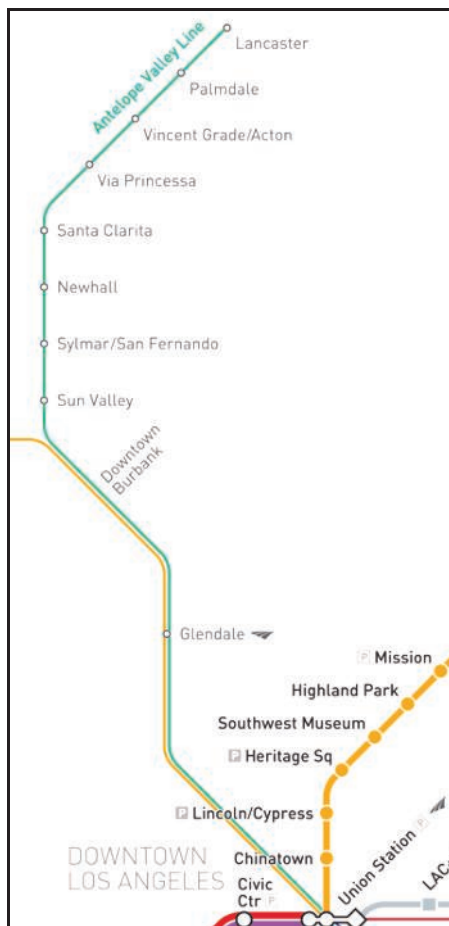 Lancaster
Antelope Valley Line
Palmdale
Vincent Grade/Acton
Via Princessa
Santa Clarita
Newhall
Sylmar/San Fernando
Sun Valley
Downtown
Burbank
Glendale
P Mission
Highland Park
Southwest Museum
P Heritage Sq
P Lincoln/Cypress
DOWNTOWN
LOS ANGELES
Chinatown
Union Station P
Civic
Ctr P